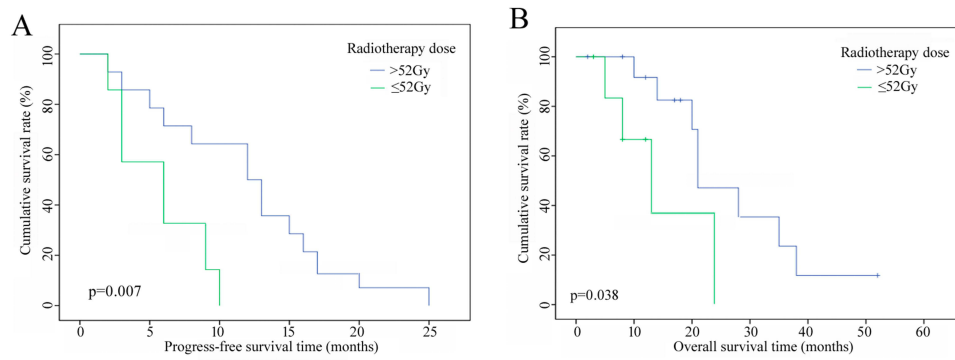 A
Radiotherapy dose
>52Gy
≤52Gy
Cumulative survival rate (%)
100
80
60
40
20
0
p=0.007
0 5 10 15 20 25
Progress-free survival time (months)
B
Radiotherapy dose
>52Gy
≤52Gy
Cumulative survival rate (%)
100
80
60
40
20
0
p=0.038
0 10 20 30 40 50 60
Overall survival time (months)